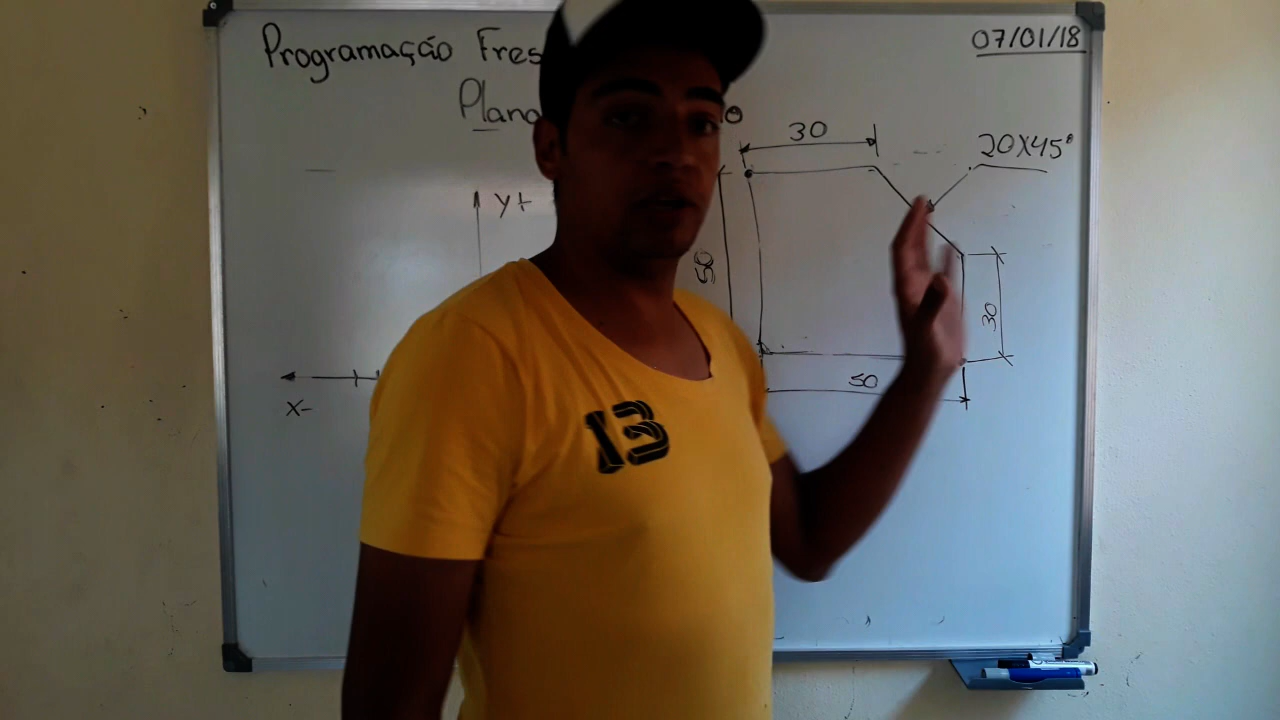 Programação Fres
07/01/18
Plano
30
20X45°
y+
50
30
50
x-
13